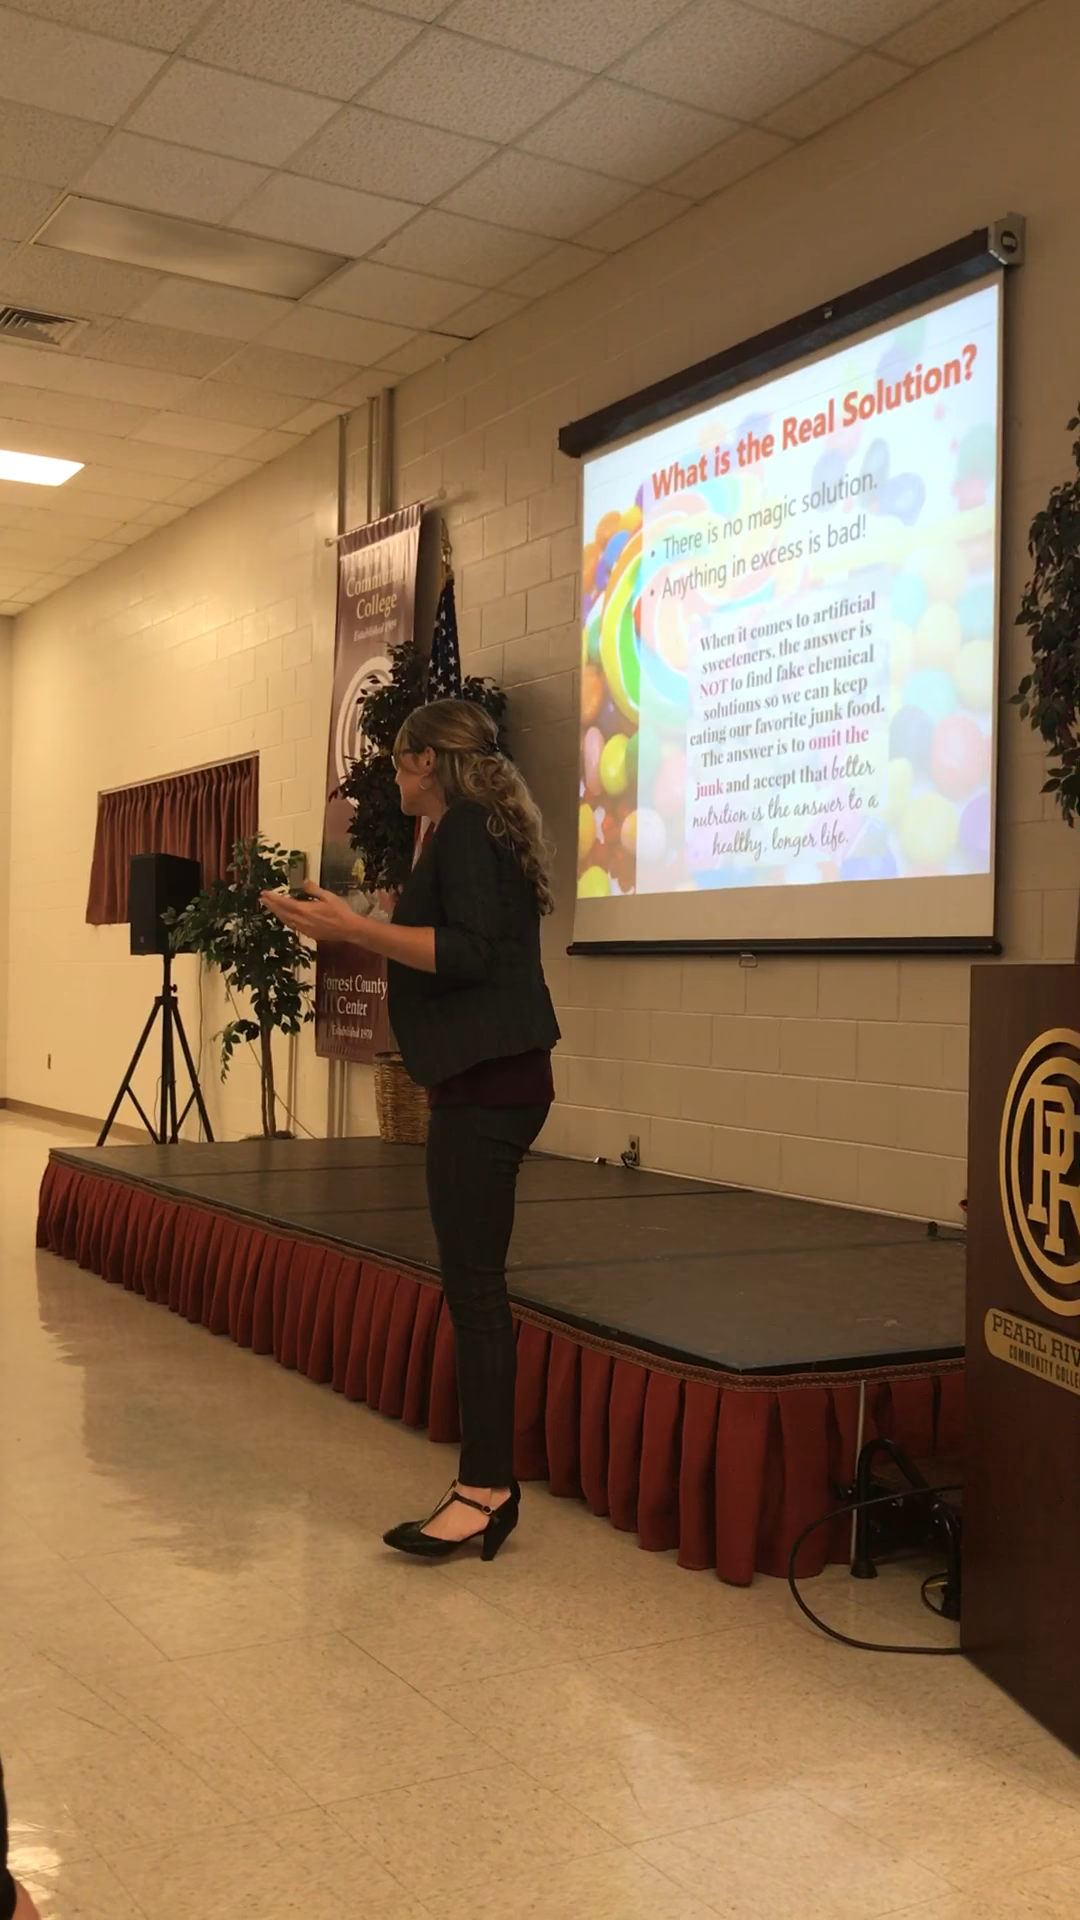 What is the Real Solution?
• There is no magic solution.
• Anything in excess is bad!
When it comes to artificial
sweeteners, the answer is
NOT to find fake chemical
solutions so we can keep
eating our favorite junk food.
The answer is to omit the
junk and accept that better
nutrition is the answer to a
healthy, longer life.
College
Established 1909
Forrest County
Center
Established 1970
PR
PEARL
COMMUNITY